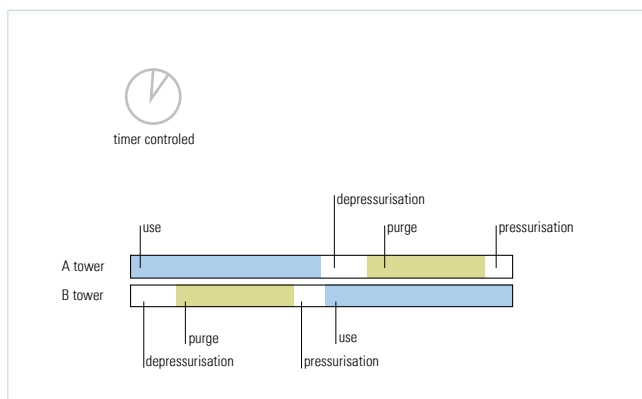 timer controled
depressurisation
use
purge
pressurisation
A tower
B tower
purge
use
depressurisation
pressurisation